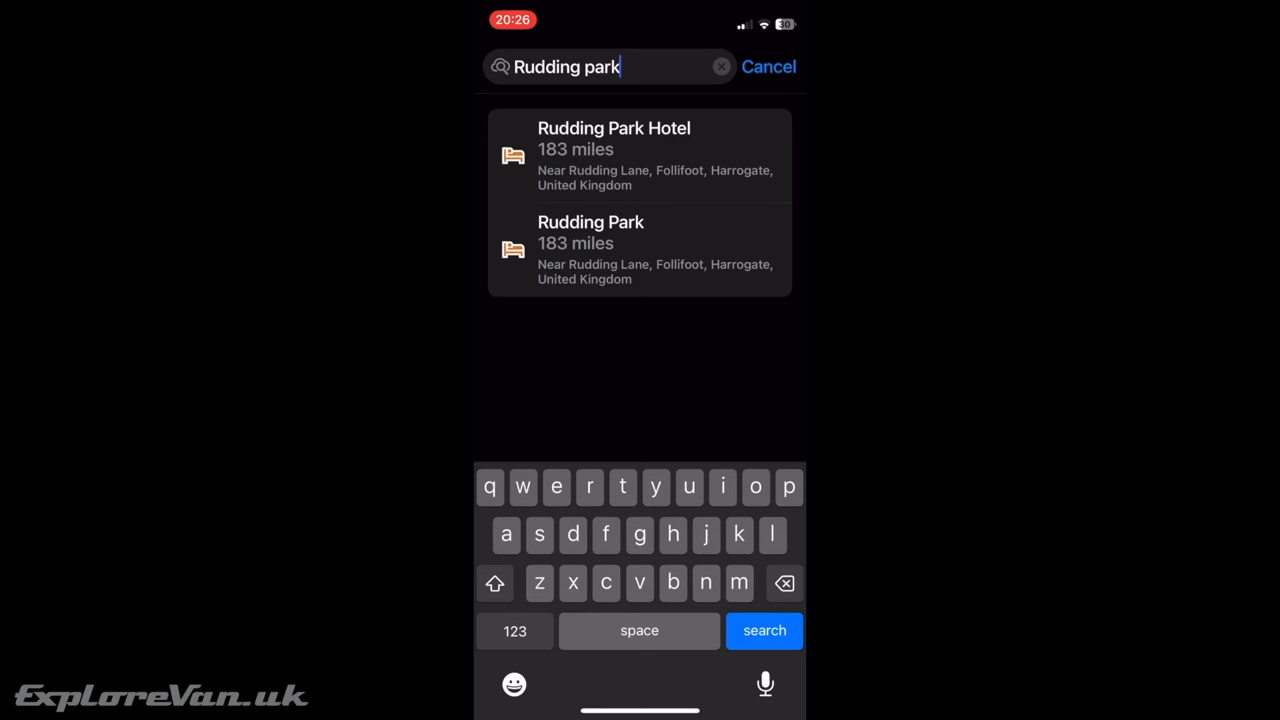 20:26
30
Rudding park
Cancel
Rudding Park Hotel
183 miles
Near Rudding Lane, Follifoot, Harrogate,
United Kingdom
Rudding Park
183 miles
Near Rudding Lane, Follifoot, Harrogate,
United Kingdom
q w e r t y u i o p
a s d f g h j k l
z x c v b n m
123 space search
ExploreVan.uk